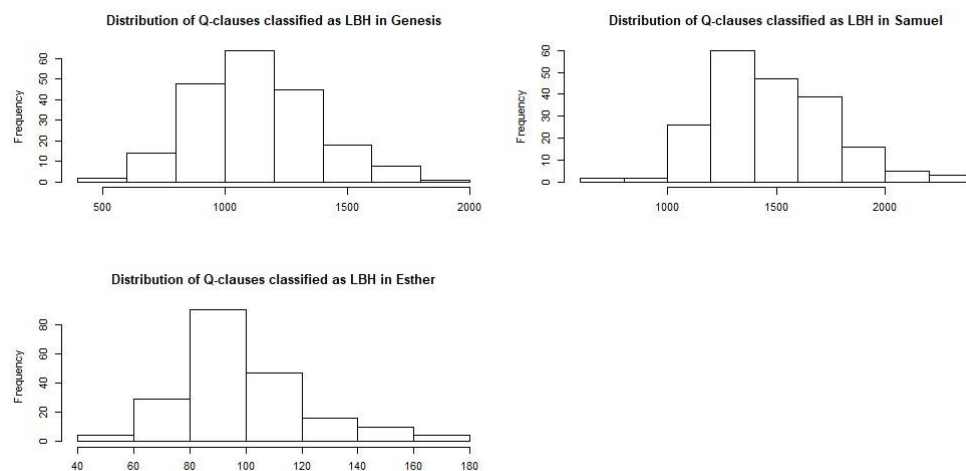 Distribution of Q-clauses classified as LBH in Genesis
Frequency
0 10 20 30 40 50 60
500 1000 1500 2000
Distribution of Q-clauses classified as LBH in Samuel
Frequency
0 10 20 30 40 50 60
1000 1500 2000
Distribution of Q-clauses classified as LBH in Esther
Frequency
0 20 40 60 80
40 60 80 100 120 140 160 180